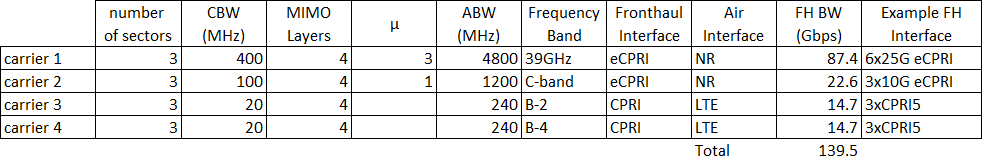 number of sectors CBW (MHz) MIMO Layers μ ABW (MHz) Frequency Band Fronthaul Interface Air Interface FH BW (Gbps) Example FH Interface
carrier 1 3 400 4 3 4800 39GHz eCPRI NR 87.4 6x25G eCPRI
carrier 2 3 100 4 1 1200 C-band eCPRI NR 22.6 3x10G eCPRI
carrier 3 3 20 4 240 B-2 CPRI LTE 14.7 3xCPRI5
carrier 4 3 20 4 240 B-4 CPRI LTE 14.7 3xCPRI5
Total 139.5